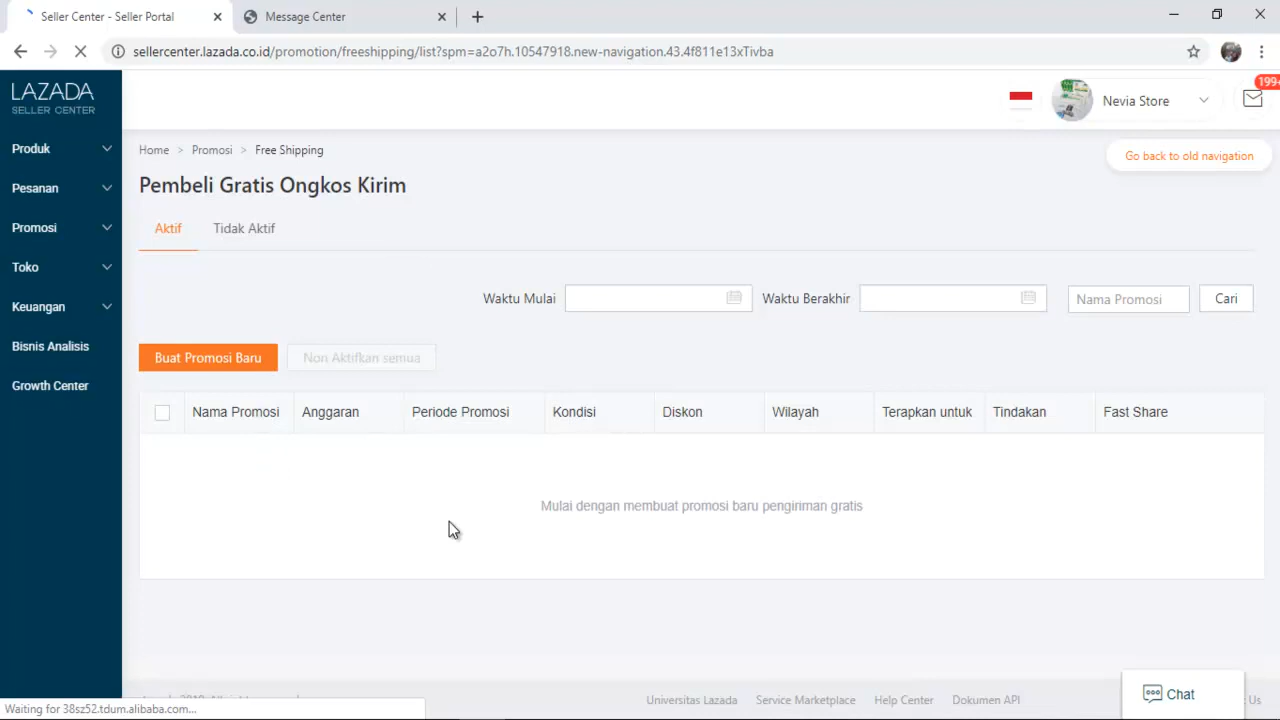 Seller Center - Seller Portal
Message Center
sellercenter.lazada.co.id/promotion/freeshipping/list?spm=a2o7h.10547918.new-navigation.43.4f811e13xTivba
LAZADA
SELLER CENTER
Nevia Store
199+
Produk
Pesanan
Promosi
Toko
Keuangan
Bisnis Analisis
Growth Center
Home > Promosi > Free Shipping
Go back to old navigation
Pembeli Gratis Ongkos Kirim
Aktif
Tidak Aktif
Waktu Mulai
Waktu Berakhir
Nama Promosi
Cari
Buat Promosi Baru
Non Aktifkan semua
Nama Promosi
Anggaran
Periode Promosi
Kondisi
Diskon
Wilayah
Terapkan untuk
Tindakan
Fast Share
Mulai dengan membuat promosi baru pengiriman gratis
Universitas Lazada
Service Marketplace
Help Center
Dokumen API
Us
Chat
Waiting for 38sz52.tdum.alibaba.com...